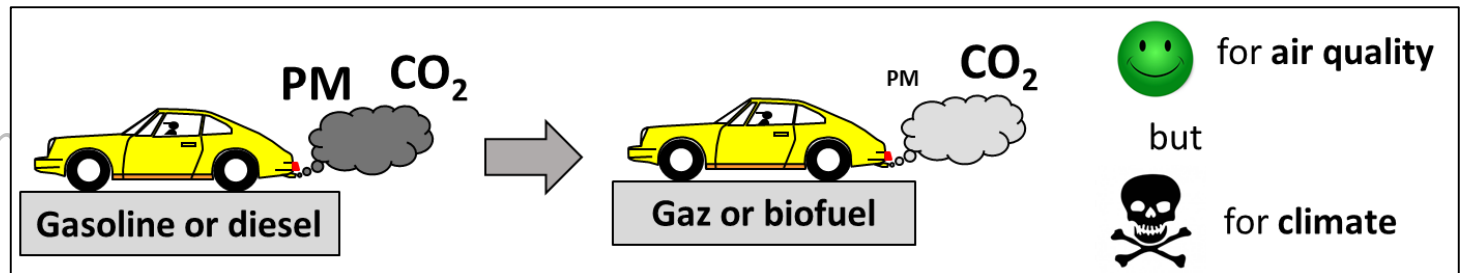 PM CO₂
Gasoline or diesel
PM CO₂
Gaz or biofuel
for air quality
but
for climate